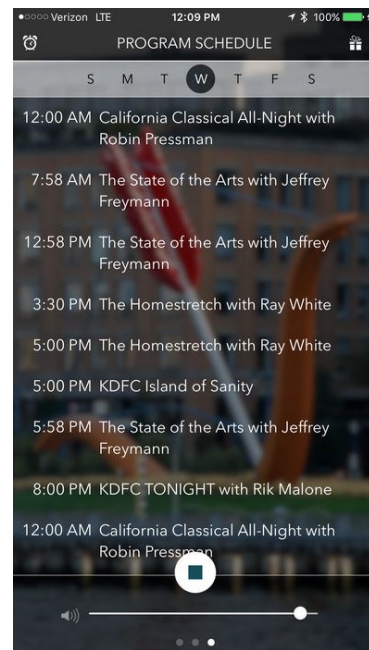 Verizon LTE 12:09 PM 100%
PROGRAM SCHEDULE
S M T W T F S
12:00 AM California Classical All-Night with
Robin Pressman
7:58 AM The State of the Arts with Jeffrey
Freymann
12:58 PM The State of the Arts with Jeffrey
Freymann
3:30 PM The Homestretch with Ray White
5:00 PM The Homestretch with Ray White
5:00 PM KDFC Island of Sanity
5:58 PM The State of the Arts with Jeffrey
Freymann
8:00 PM KDFC TONIGHT with Rik Malone
12:00 AM California Classical All-Night with
Robin Pressman